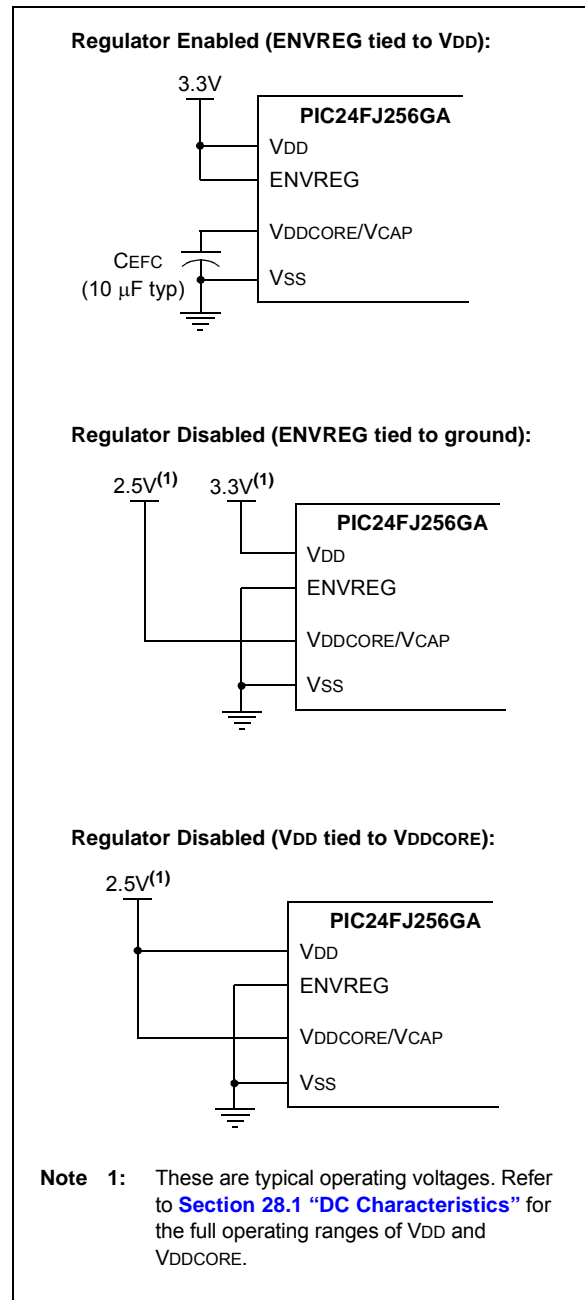 Regulator Enabled (ENVREG tied to VDD):
3.3V
PIC24FJ256GA
VDD
ENVREG
VDDCORE/VCAP
CEFC
(10 μF typ)
VSS
Regulator Disabled (ENVREG tied to ground):
2.5V(1) 3.3V(1)
PIC24FJ256GA
VDD
ENVREG
VDDCORE/VCAP
VSS
Regulator Disabled (VDD tied to VDDCORE):
2.5V(1)
PIC24FJ256GA
VDD
ENVREG
VDDCORE/VCAP
VSS
Note 1: These are typical operating voltages. Refer
to Section 28.1 “DC Characteristics” for
the full operating ranges of VDD and
VDDCORE.